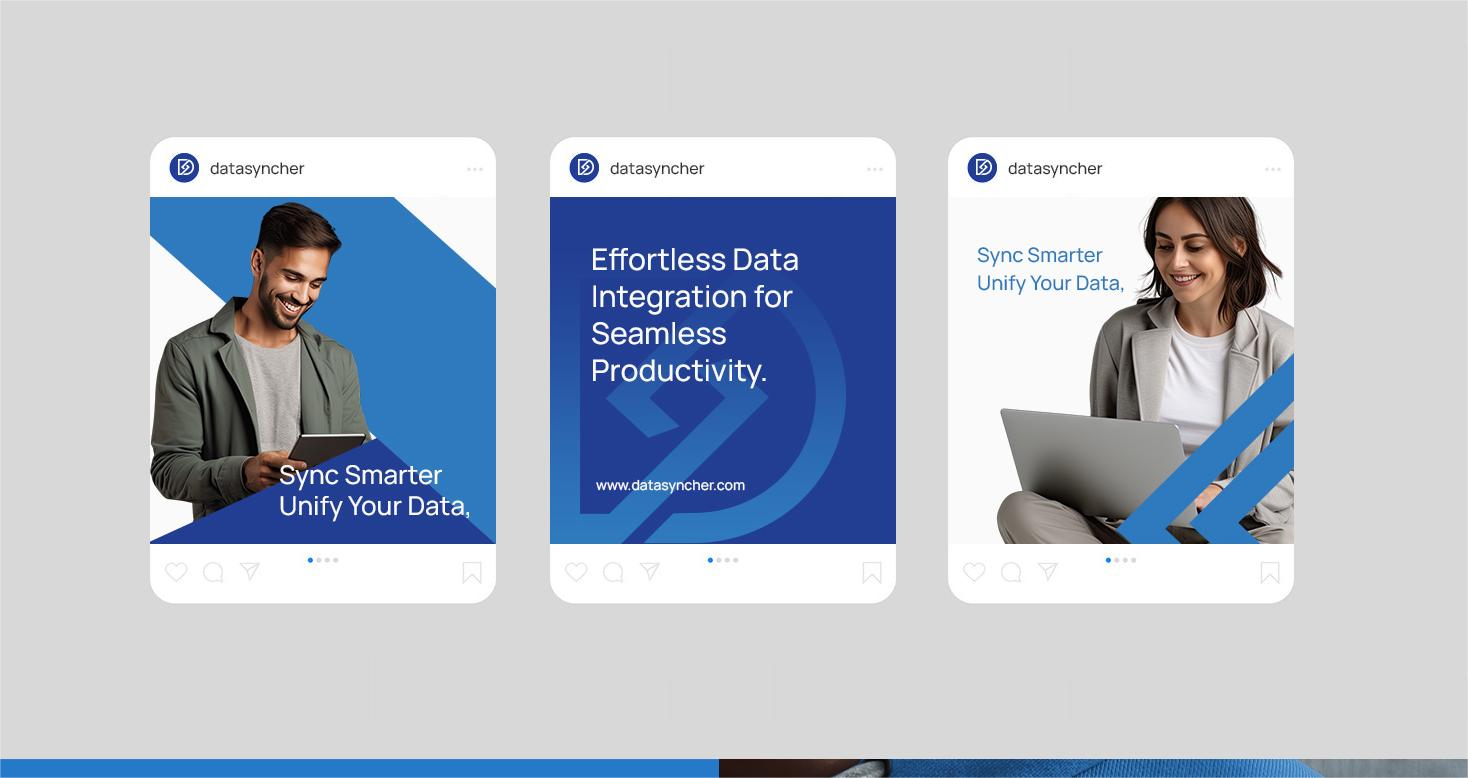 datasyncher
Sync Smarter
Unify Your Data,
datasyncher
Effortless Data
Integration for
Seamless
Productivity.
www.datasyncher.com
datasyncher
Sync Smarter
Unify Your Data,